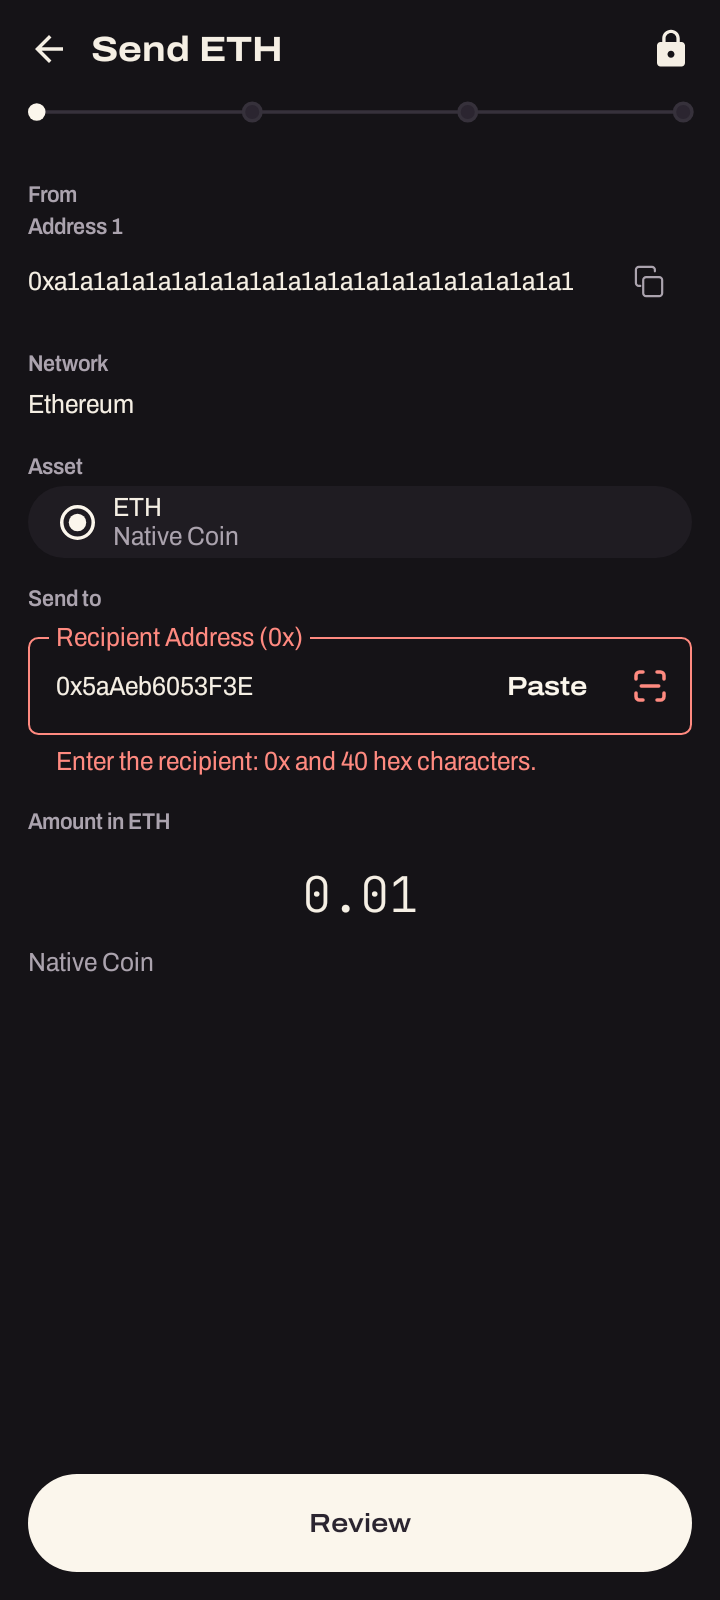 Send ETH
From
Address 1
0xa1a1a1a1a1a1a1a1a1a1a1a1a1a1a1a1a1a1a1a1
Network
Ethereum
Asset
ETH
Native Coin
Send to
Recipient Address (0x)
0x5aAeb6053F3E
Paste
Enter the recipient: 0x and 40 hex characters.
Amount in ETH
0.01
Native Coin
Review